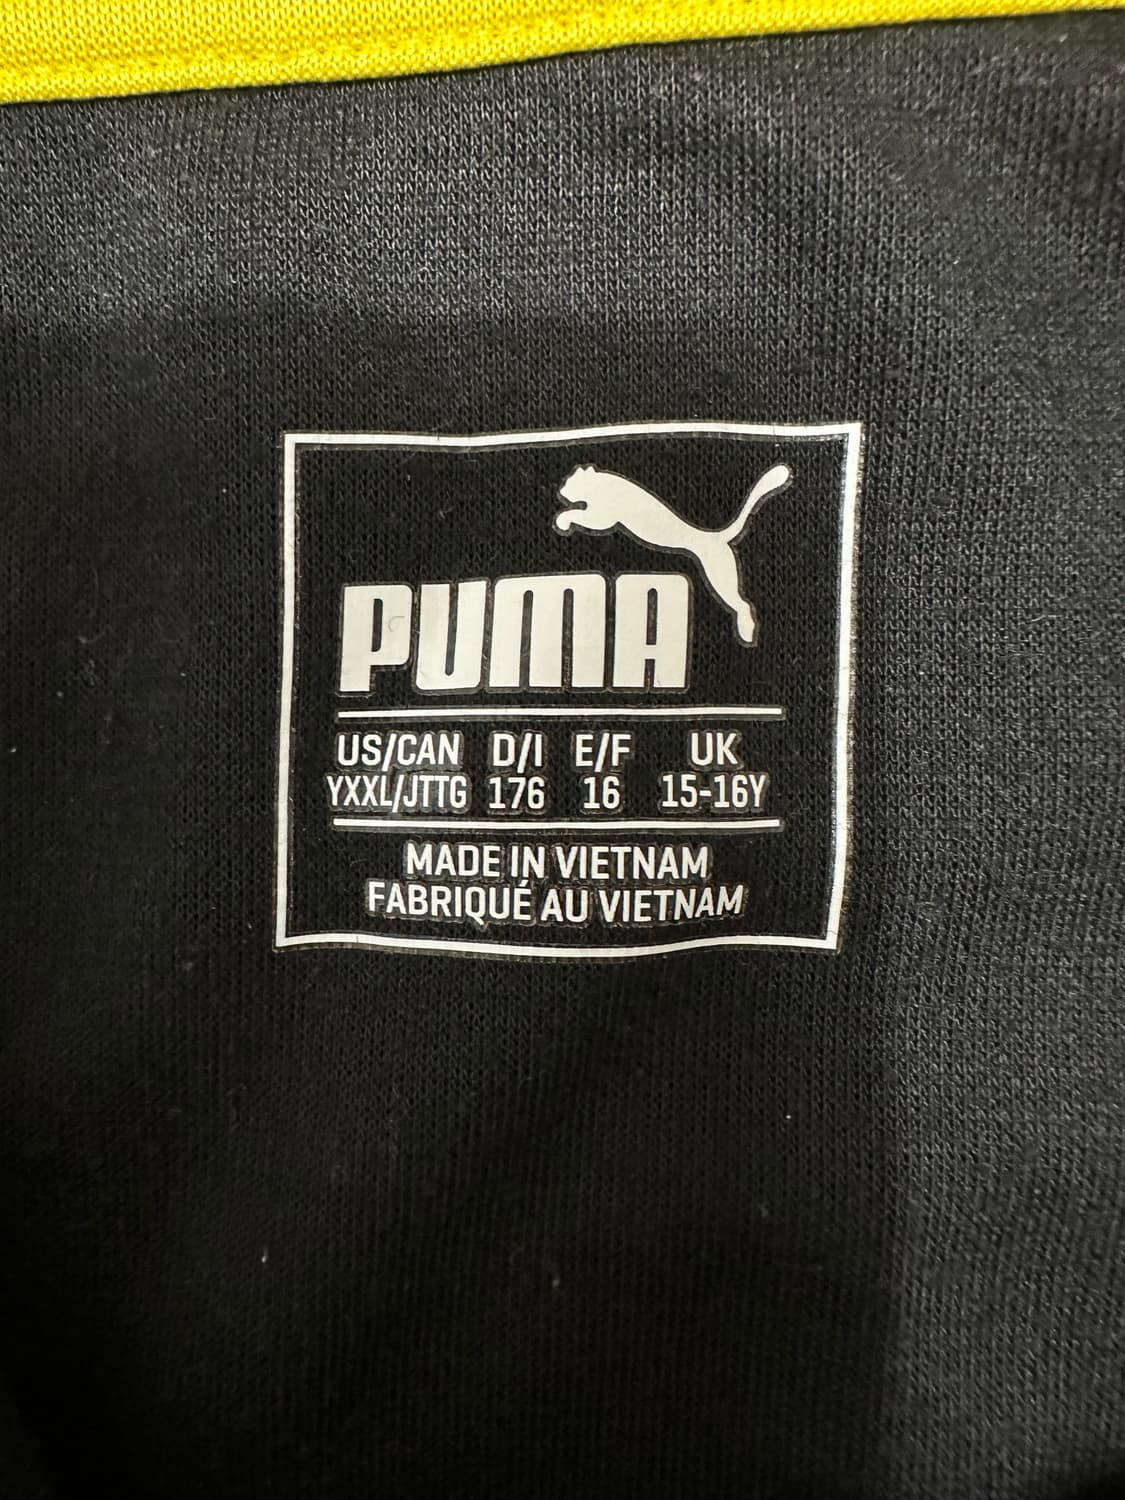 PUMA
US/CAN D/I E/F UK
YXXL/JTTG 176 16 15-16Y
MADE IN VIETNAM
FABRIQUÉ AU VIETNAM